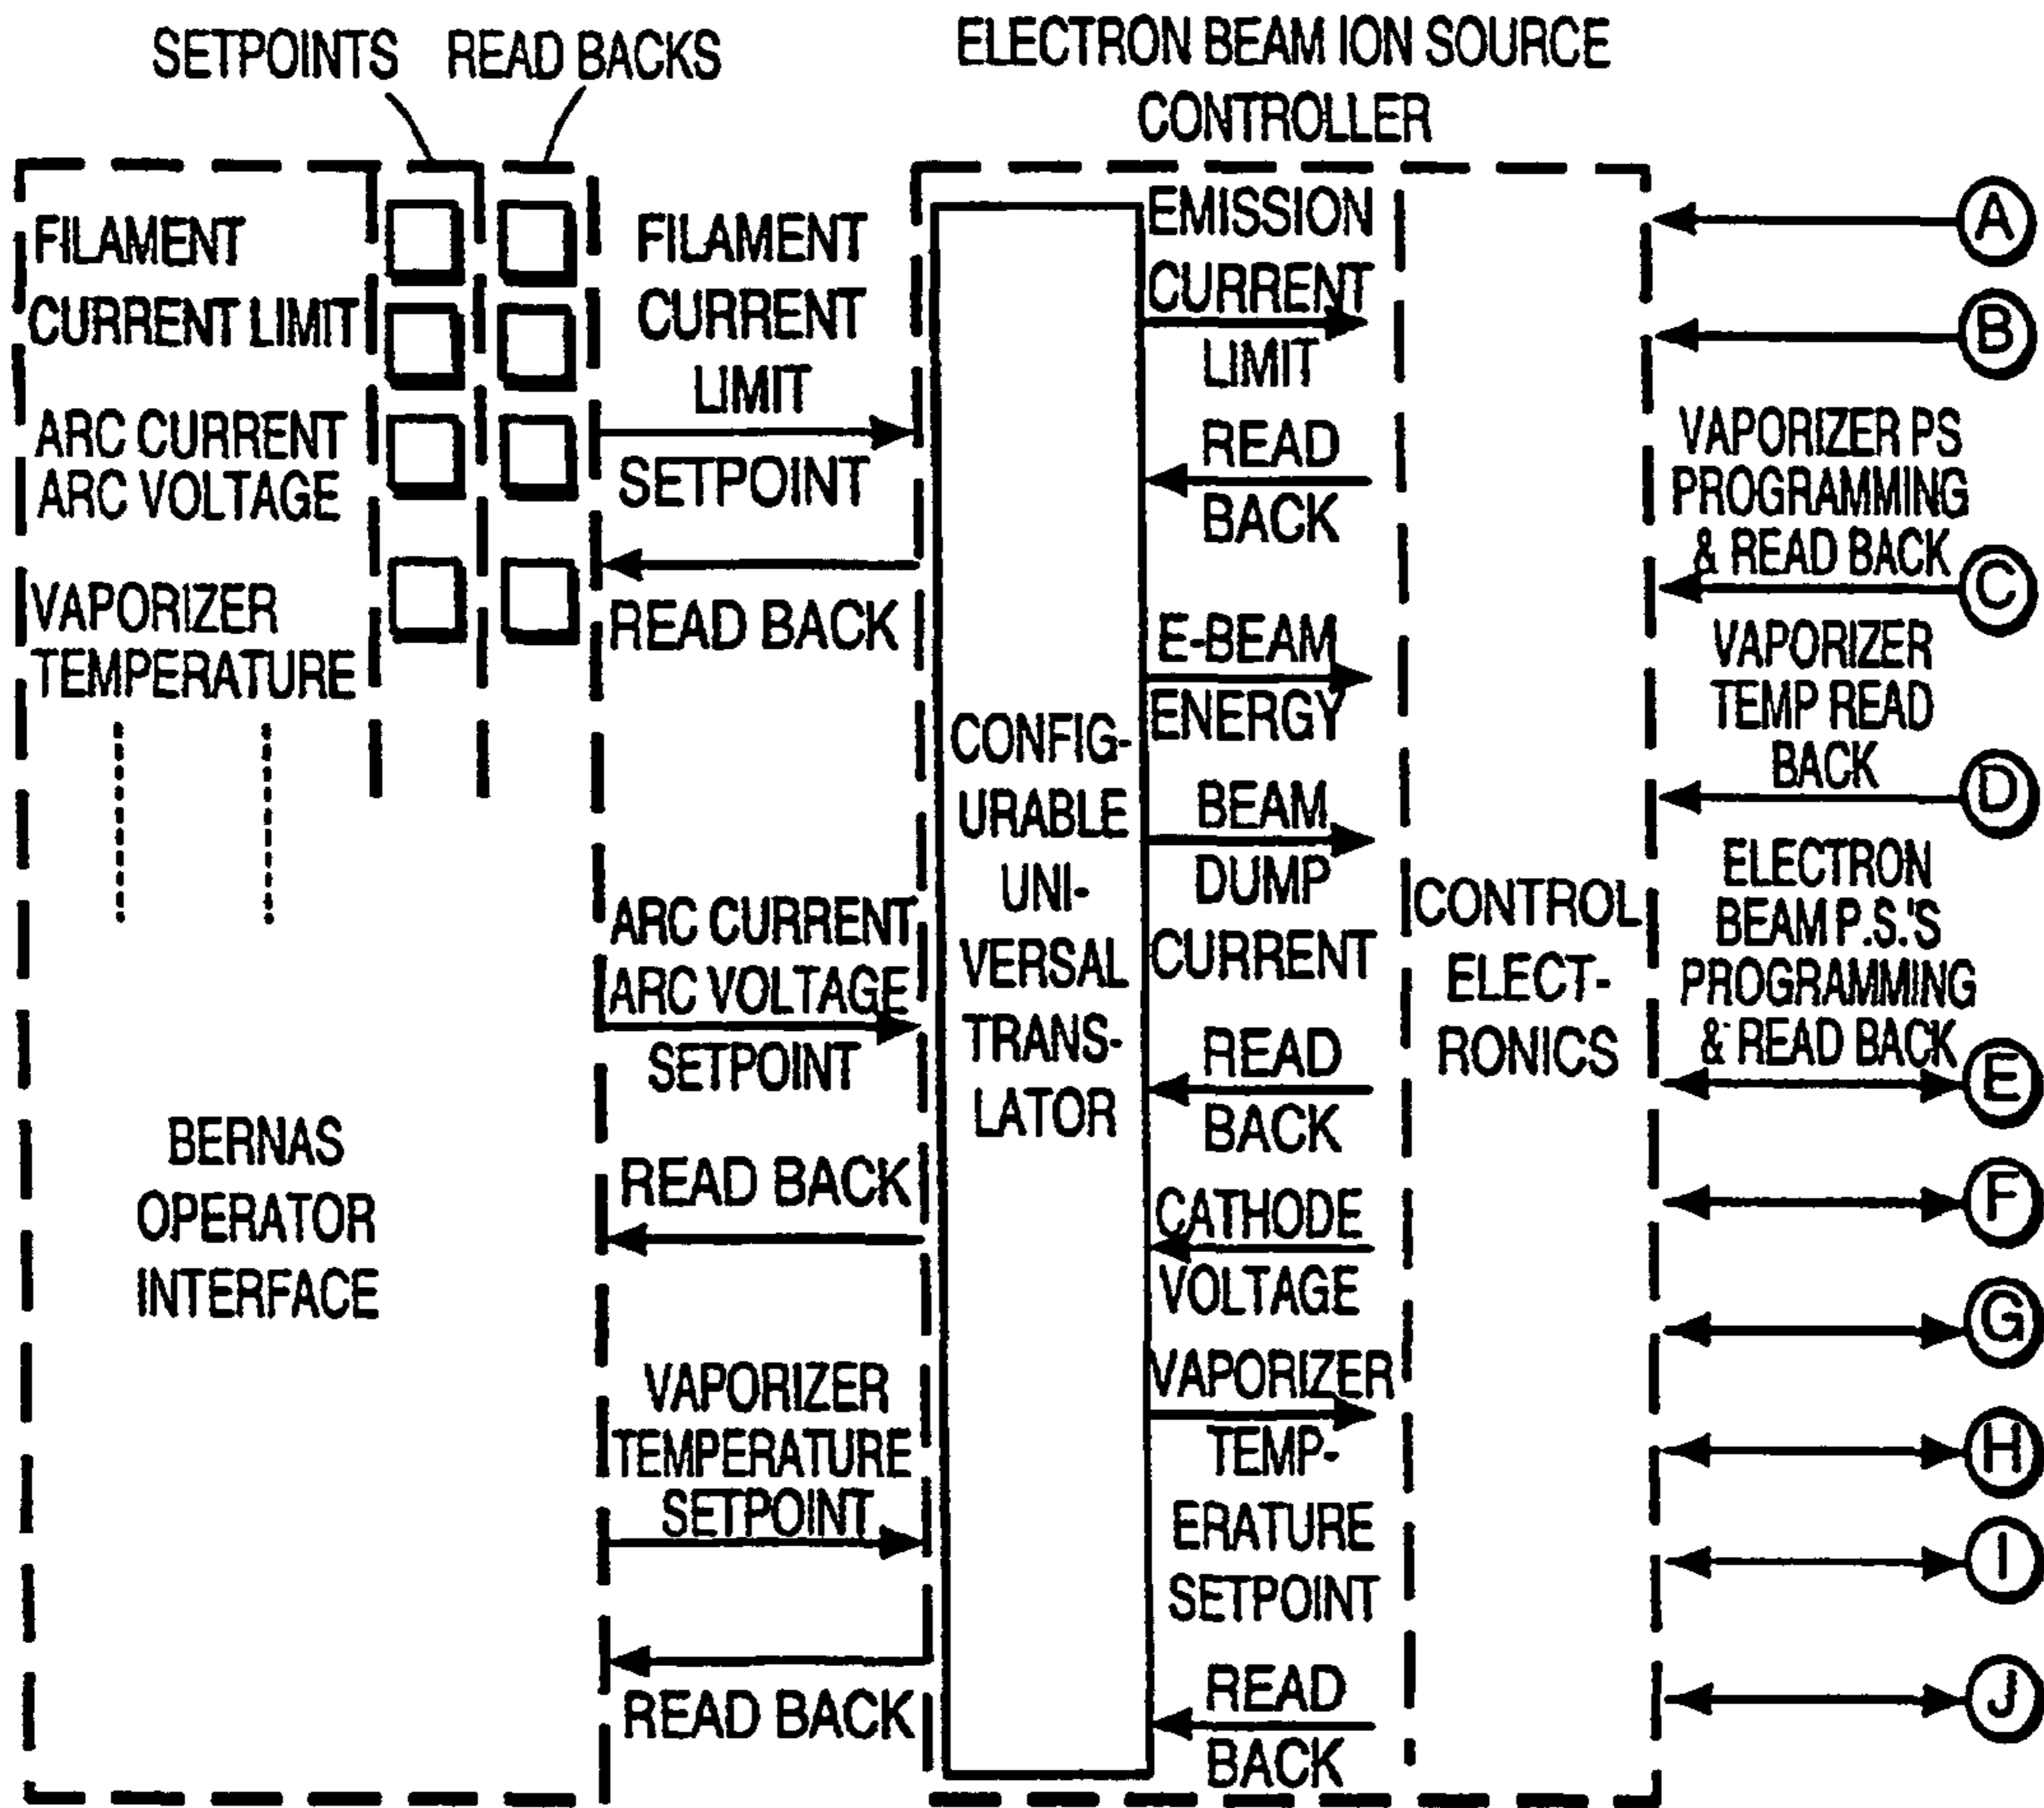 SETPOINTS READ BACKS
ELECTRON BEAM ION SOURCE
CONTROLLER
FILAMENT
CURRENT LIMIT
ARC CURRENT
ARC VOLTAGE
VAPORIZER
TEMPERATURE
BERNAS
OPERATOR
INTERFACE
FILAMENT
CURRENT
LIMIT
SETPOINT
READ BACK
ARC CURRENT
ARC VOLTAGE
SETPOINT
READ BACK
VAPORIZER
TEMPERATURE
SETPOINT
READ BACK
CONFIG-
URABLE
UNI-
VERSAL
TRANS-
LATOR
EMISSION
CURRENT
LIMIT
READ
BACK
E-BEAM
ENERGY
BEAM
DUMP
CURRENT
READ
BACK
CATHODE
VOLTAGE
VAPORIZER
TEMP-
ERATURE
SETPOINT
READ
BACK
CONTROL
ELECT-
RONICS
A
B
VAPORIZER PS
PROGRAMMING
& READ BACK
C
VAPORIZER
TEMP READ
BACK
D
ELECTRON
BEAM P.S.'S
PROGRAMMING
& READ BACK
E
F
G
H
I
J